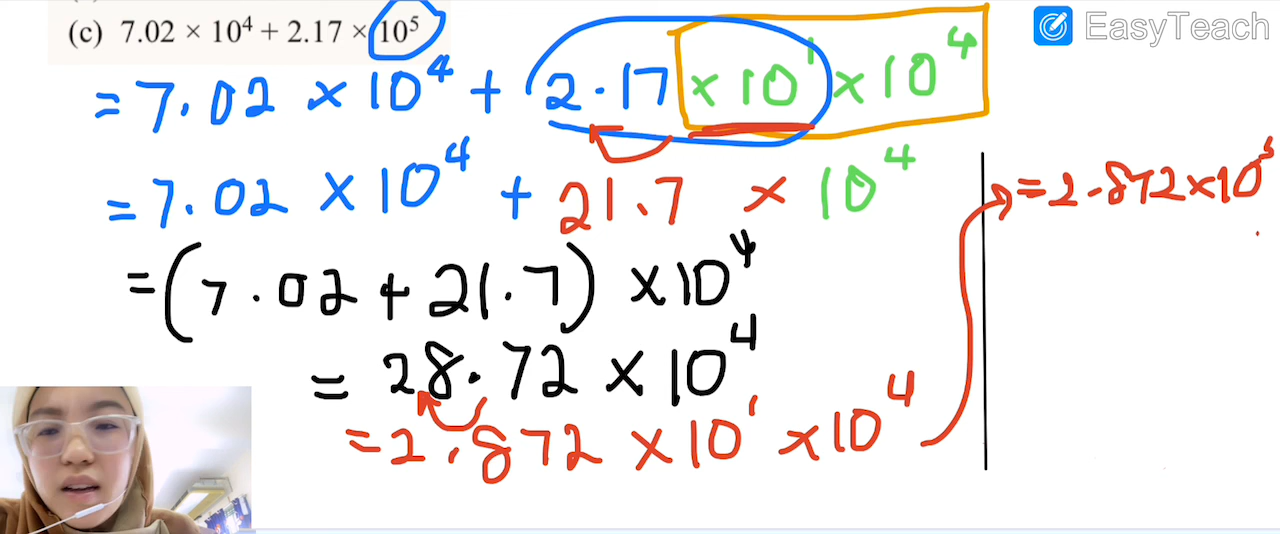 (c) 7.02 × 10⁴ + 2.17 × 10⁵
EasyTeach
= 7.02 × 10⁴ + 2.17 × 10¹ × 10⁴
= 7.02 × 10⁴ + 21.7 × 10⁴
= (7.02 + 21.7) × 10⁴
= 28.72 × 10⁴
= 2.872 × 10¹ × 10⁴
= 2.872 × 10⁵